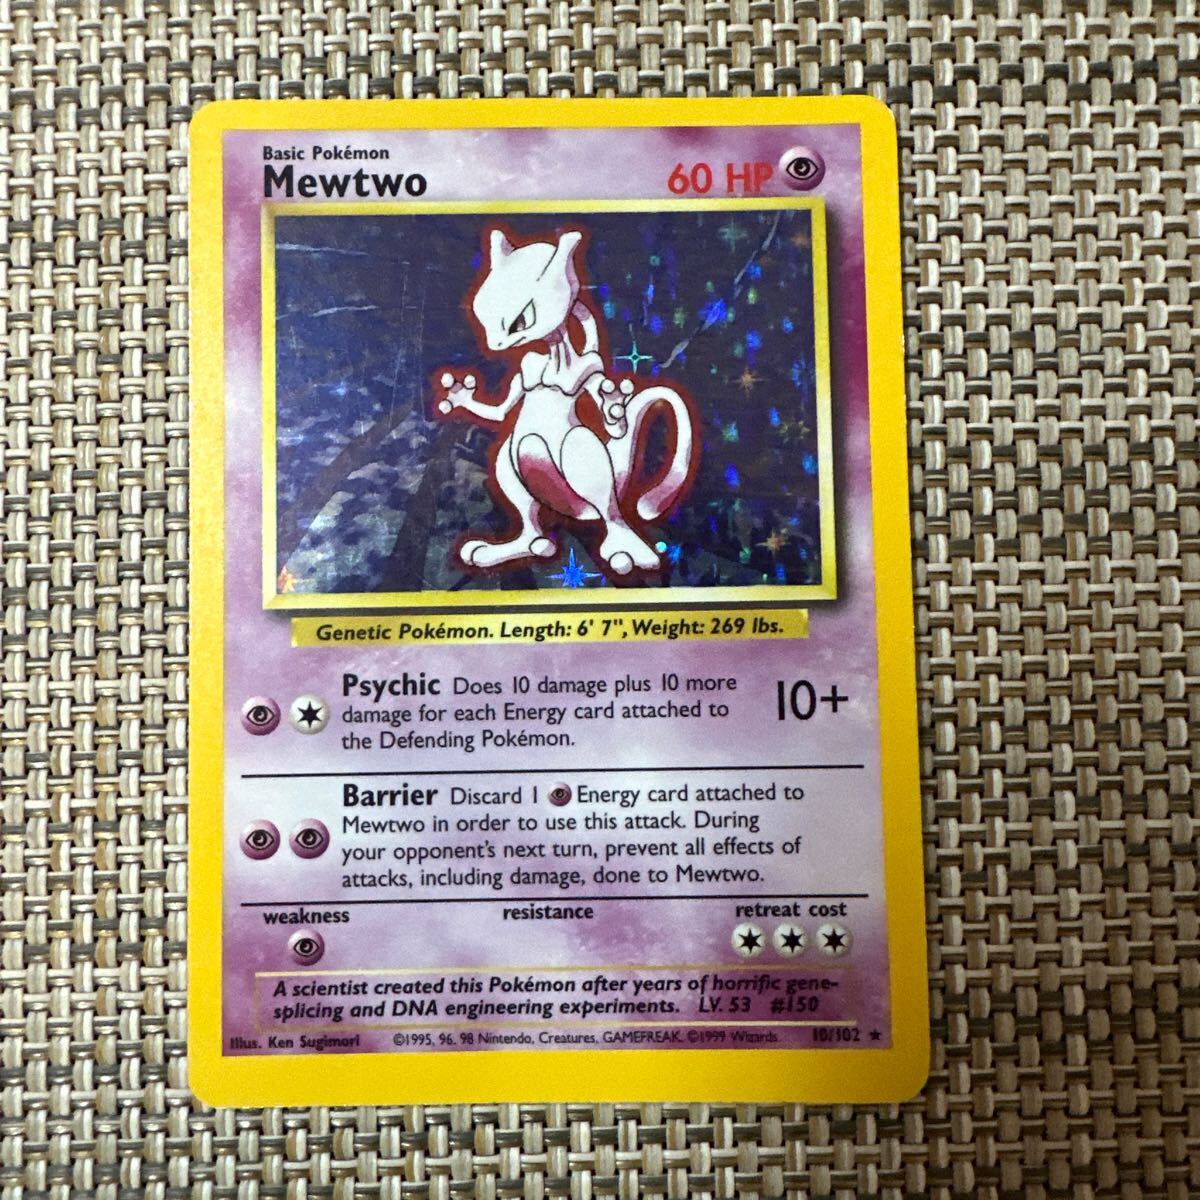 Basic Pokémon
Mewtwo 60 HP
Genetic Pokémon. Length: 6' 7", Weight: 269 lbs.
Psychic Does 10 damage plus 10 more
damage for each Energy card attached to
the Defending Pokémon.
10+
Barrier Discard 1 Energy card attached to
Mewtwo in order to use this attack. During
your opponent's next turn, prevent all effects of
attacks, including damage, done to Mewtwo.
weakness resistance retreat cost
A scientist created this Pokémon after years of horrific gene-
splicing and DNA engineering experiments. LV. 53 #150
Illus. Ken Sugimori ©1995, 96, 98 Nintendo, Creatures, GAMEFREAK. ©1999 Wizards. 10/102 ★